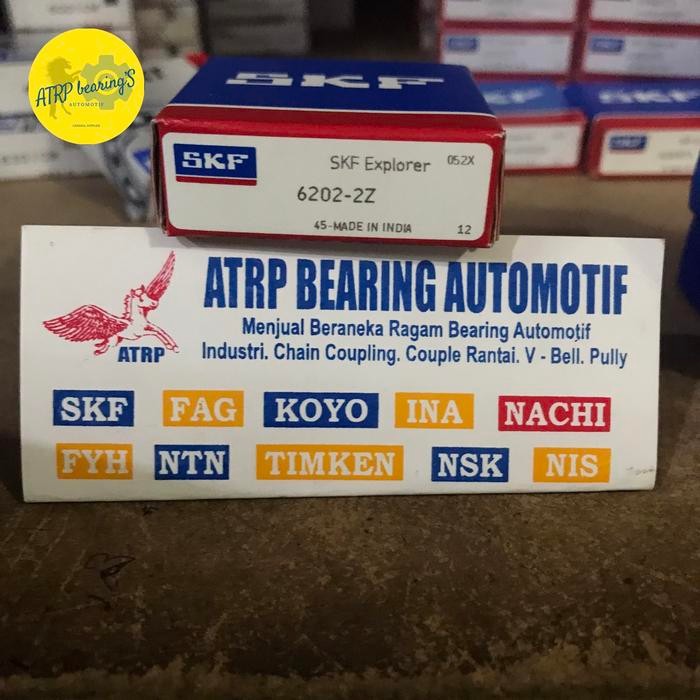 ATRP bearing'S
AUTOMOTIF
SKF
SKF
SKF Explorer
052X
6202-2Z
45-MADE IN INDIA
12
ATRP BEARING AUTOMOTIF
Menjual Beraneka Ragam Bearing Automotif
Industri. Chain Coupling. Couple Rantai. V - Bell. Pully
ATRP
SKF FAG KOYO INA NACHI
FYH NTN TIMKEN NSK NIS